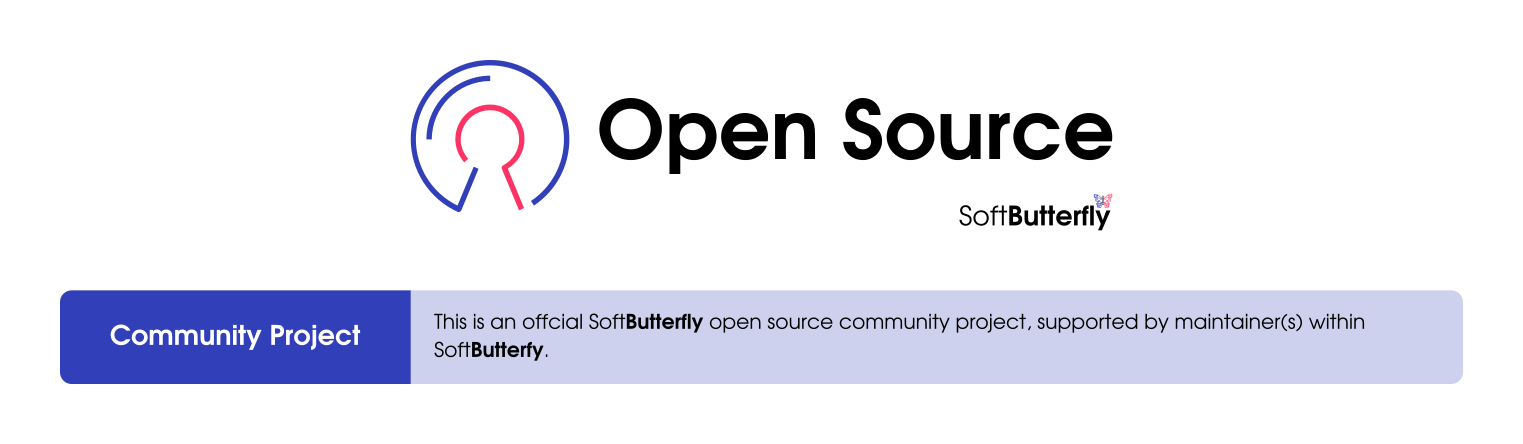 Open Source
SoftButterfly
Community Project
This is an offcial SoftButterfly open source community project, supported by maintainer(s) within
SoftButterfy.